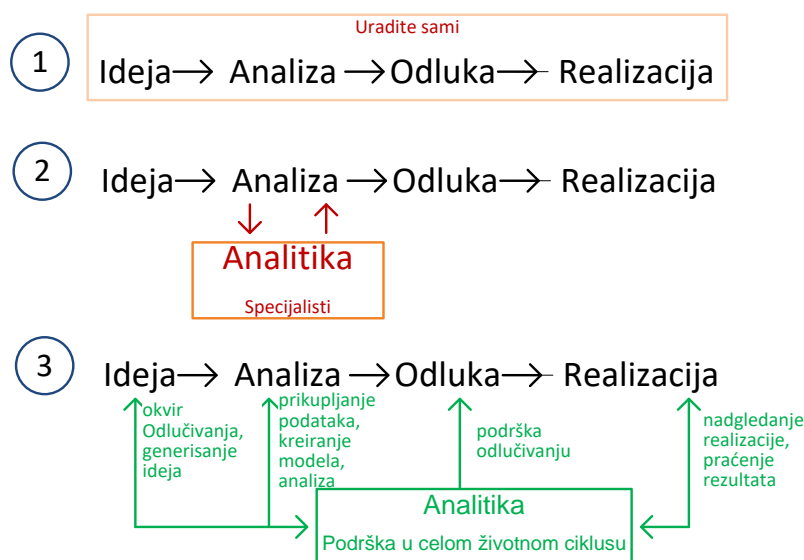 Uradite sami
1
Ideja→ Analiza →Odluka→ Realizacija
2
Ideja→ Analiza →Odluka→ Realizacija
Analitika
Specijalisti
3
Ideja→ Analiza →Odluka→ Realizacija
okvir
Odlučivanja,
generisanje
ideja
prikupljanje
podataka,
kreiranje
modela,
analiza
podrška
odlučivanju
nadgledanje
realizacije,
praćenje
rezultata
Analitika
Podrška u celom životnom ciklusu